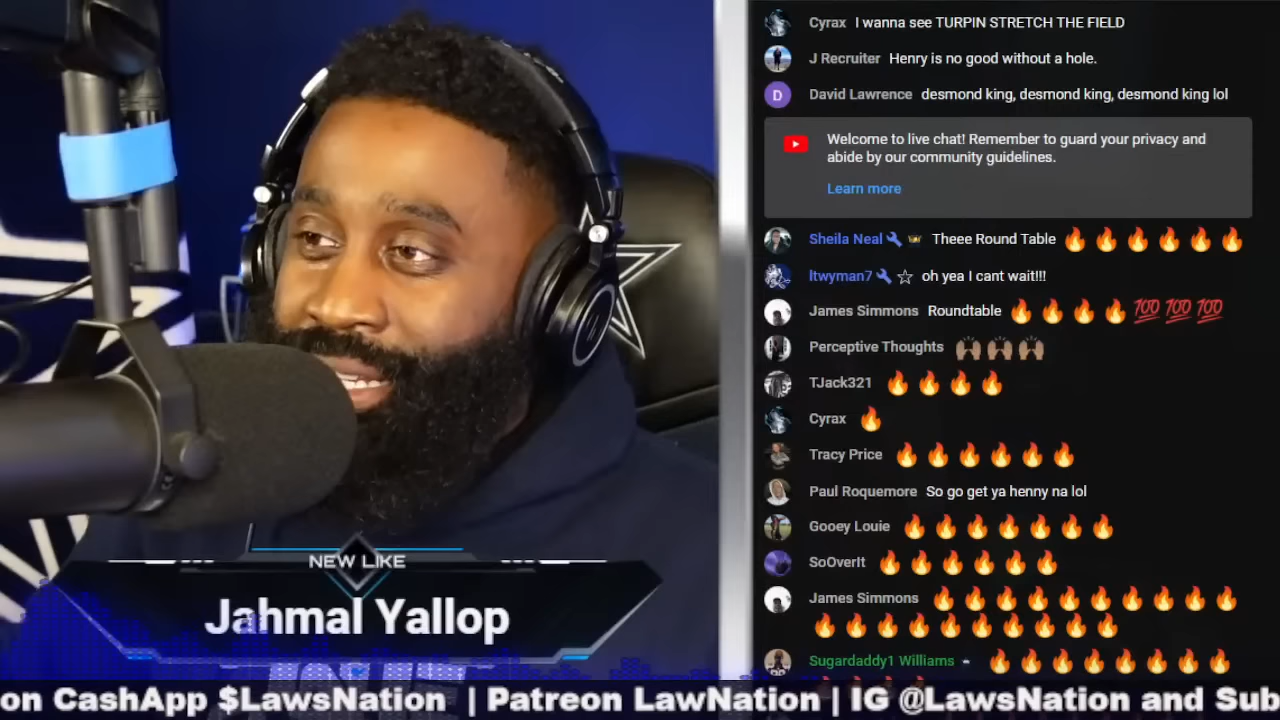 Cyrax I wanna see TURPIN STRETCH THE FIELD
J Recruiter Henry is no good without a hole.
D David Lawrence desmond king, desmond king, desmond king lol
Welcome to live chat! Remember to guard your privacy and
abide by our community guidelines.
Learn more
Sheila Neal Theee Round Table 🔥🔥🔥🔥🔥🔥
ltwyman7 oh yea I cant wait!!!
James Simmons Roundtable 🔥🔥🔥🔥💯💯💯
Perceptive Thoughts 🙌🏽🙌🏽🙌🏽
TJack321 🔥🔥🔥🔥
Cyrax 🔥
Tracy Price 🔥🔥🔥🔥🔥🔥
Paul Roquemore So go get ya henny na lol
Gooey Louie 🔥🔥🔥🔥🔥🔥🔥
SoOverIt 🔥🔥🔥🔥🔥🔥
James Simmons 🔥🔥🔥🔥🔥🔥🔥🔥🔥🔥
🔥🔥🔥🔥🔥🔥🔥🔥🔥🔥
Sugardaddy1 Williams 🔥🔥🔥🔥🔥🔥🔥🔥
NEW LIKE
Jahmal Yallop
on CashApp $LawsNation | Patreon LawNation | IG @LawsNation and Sub